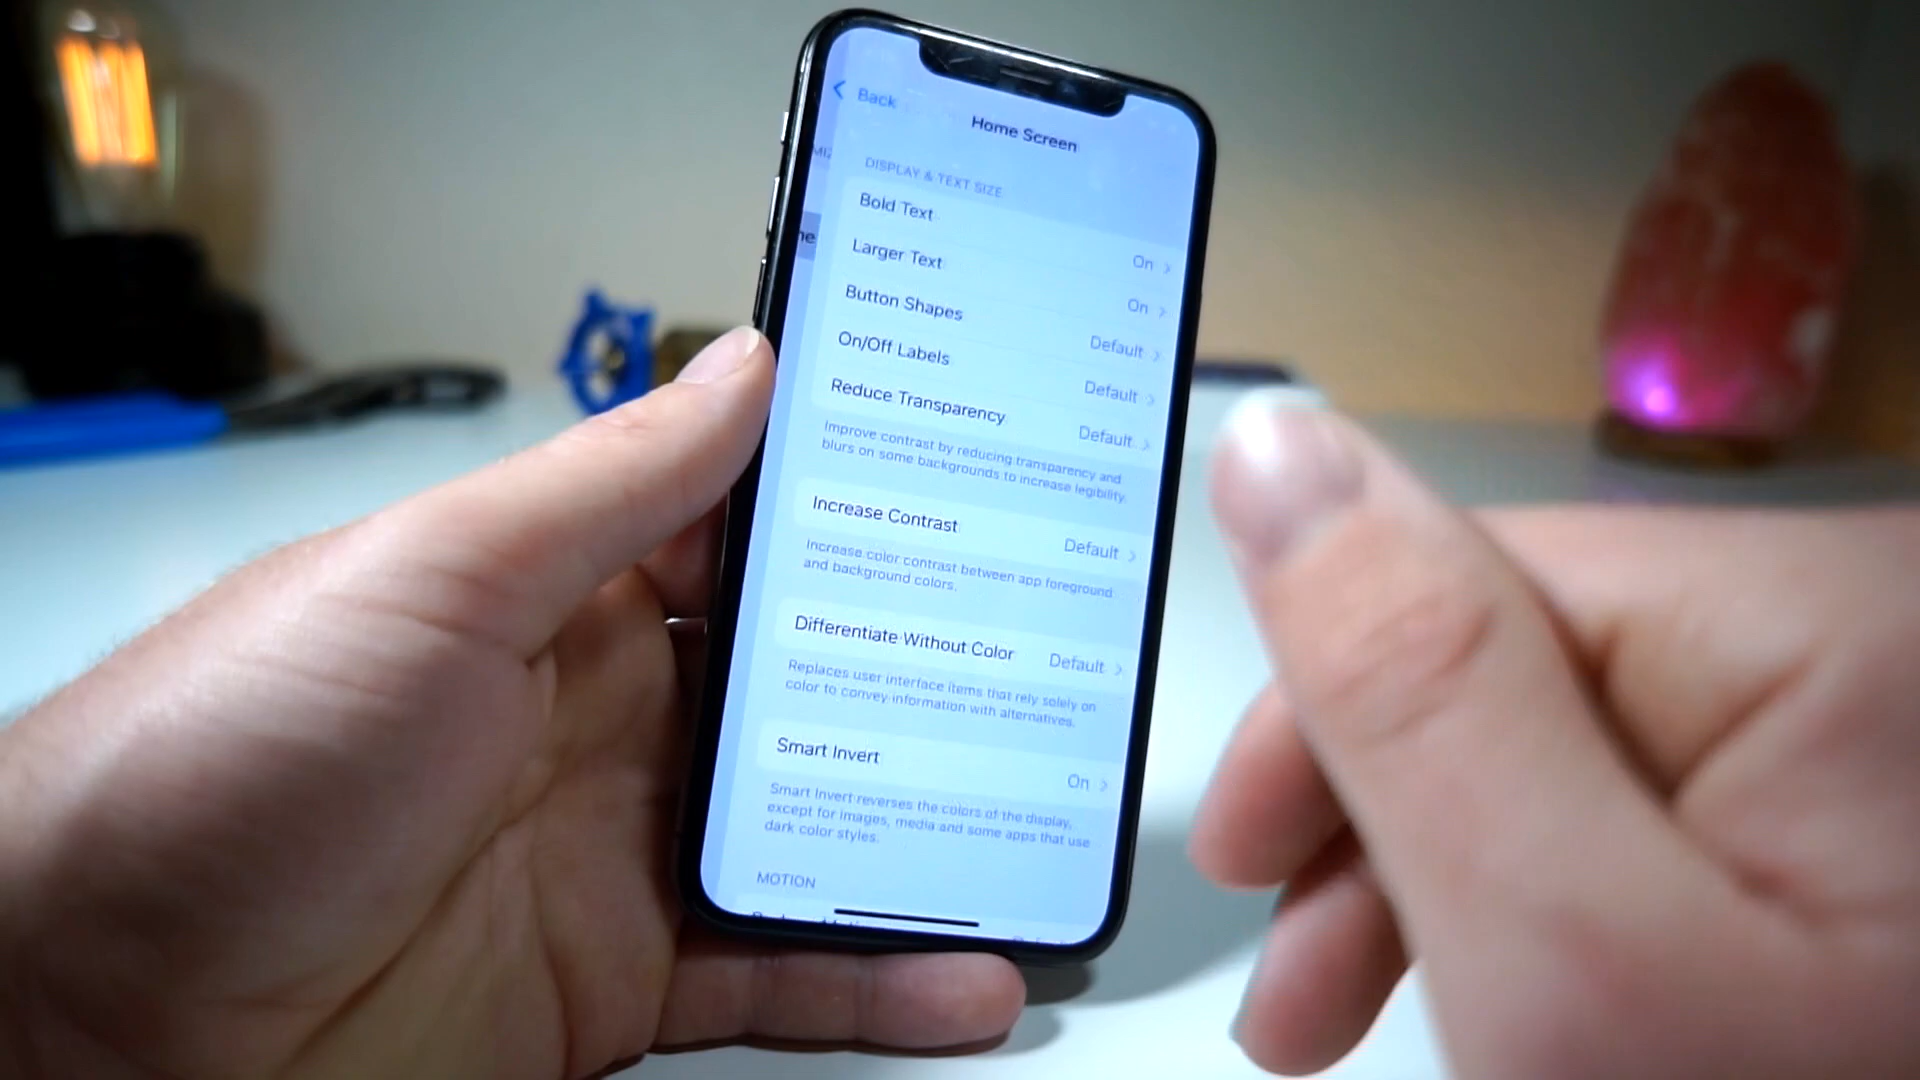 Back
Home Screen
DISPLAY & TEXT SIZE
Bold Text
On
Larger Text
On
Button Shapes
Default
On/Off Labels
Default
Reduce Transparency
Default
Improve contrast by reducing transparency and
blurs on some backgrounds to increase legibility.
Increase Contrast
Default
Increase color contrast between app foreground
and background colors.
Differentiate Without Color
Default
Replaces user interface items that rely solely on
color to convey information with alternatives.
Smart Invert
On
Smart Invert reverses the colors of the display,
except for images, media and some apps that use
dark color styles.
MOTION